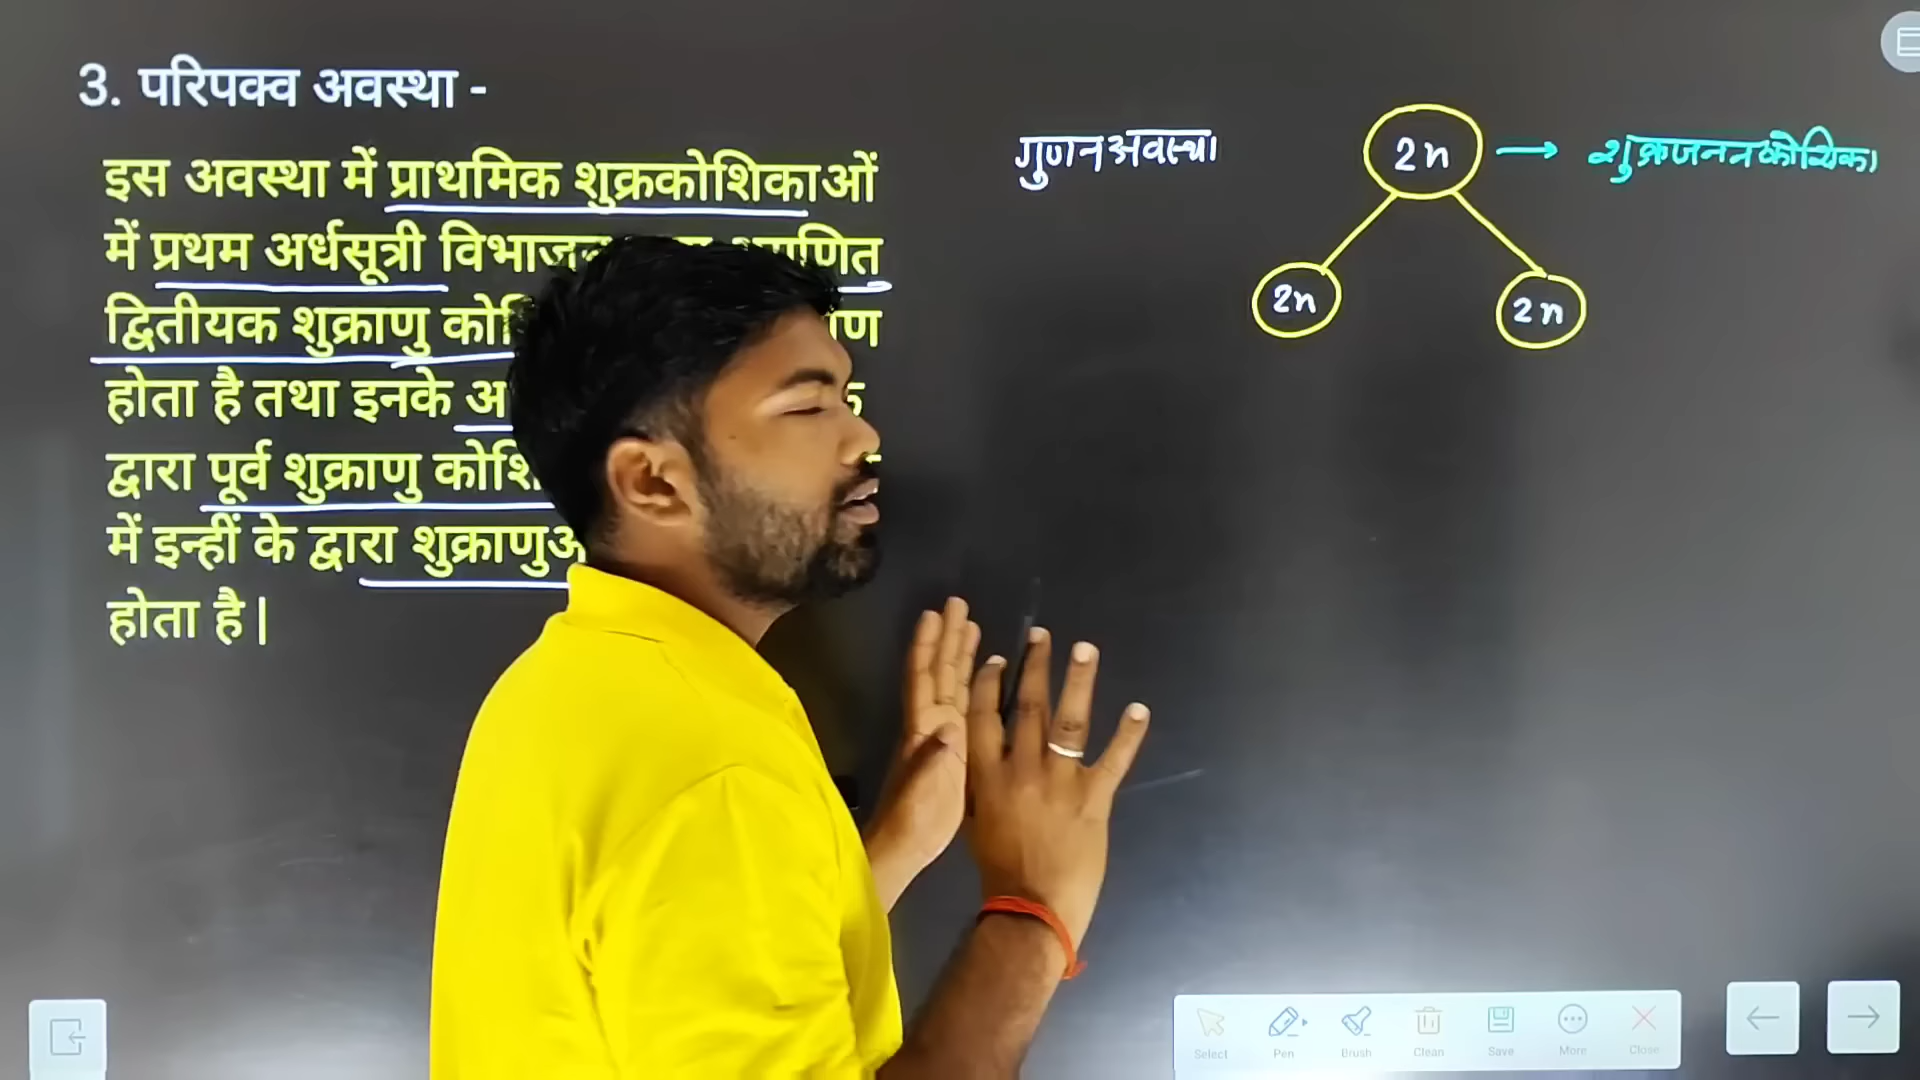 3. परिपक्व अवस्था -
इस अवस्था में प्राथमिक शुक्रकोशिकाओं
में प्रथम अर्धसूत्री
द्वितीयक शुक्राणु
होता है तथा इनके
द्वारा पूर्व शुक्राणु
में इन्हीं के द्वारा
होता है |
गुणन अवस्था
2n → शुक्रजनन कोशिका
2n
2n
Select
Pen
Brush
Clean
Save
More
Close